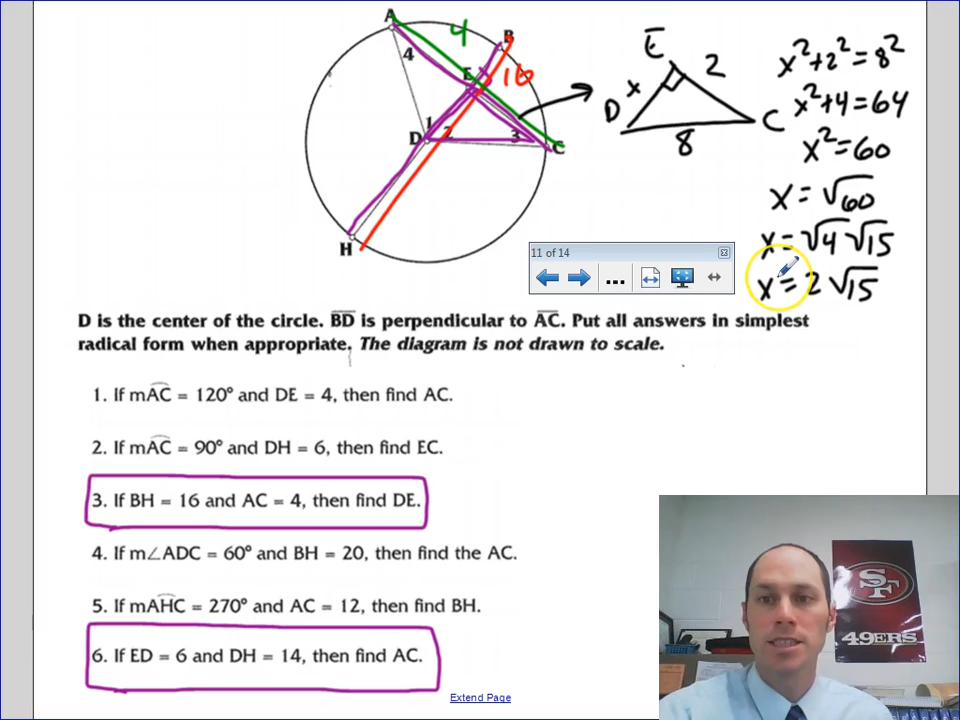 A
4
B
4
E
16
1
D
2
3
C
H
E
2
x
D
C
8
x²+2²=8²
x²+4=64
x²=60
x=√60
x=√4√15
x=2√15
11 of 14
...
D is the center of the circle. BD is perpendicular to AC. Put all answers in simplest
radical form when appropriate. The diagram is not drawn to scale.
1. If mAC = 120° and DE = 4, then find AC.
2. If mAC = 90° and DH = 6, then find EC.
3. If BH = 16 and AC = 4, then find DE.
4. If m∠ADC = 60° and BH = 20, then find the AC.
5. If mAHC = 270° and AC = 12, then find BH.
6. If ED = 6 and DH = 14, then find AC.
Extend Page
SF
49ERS